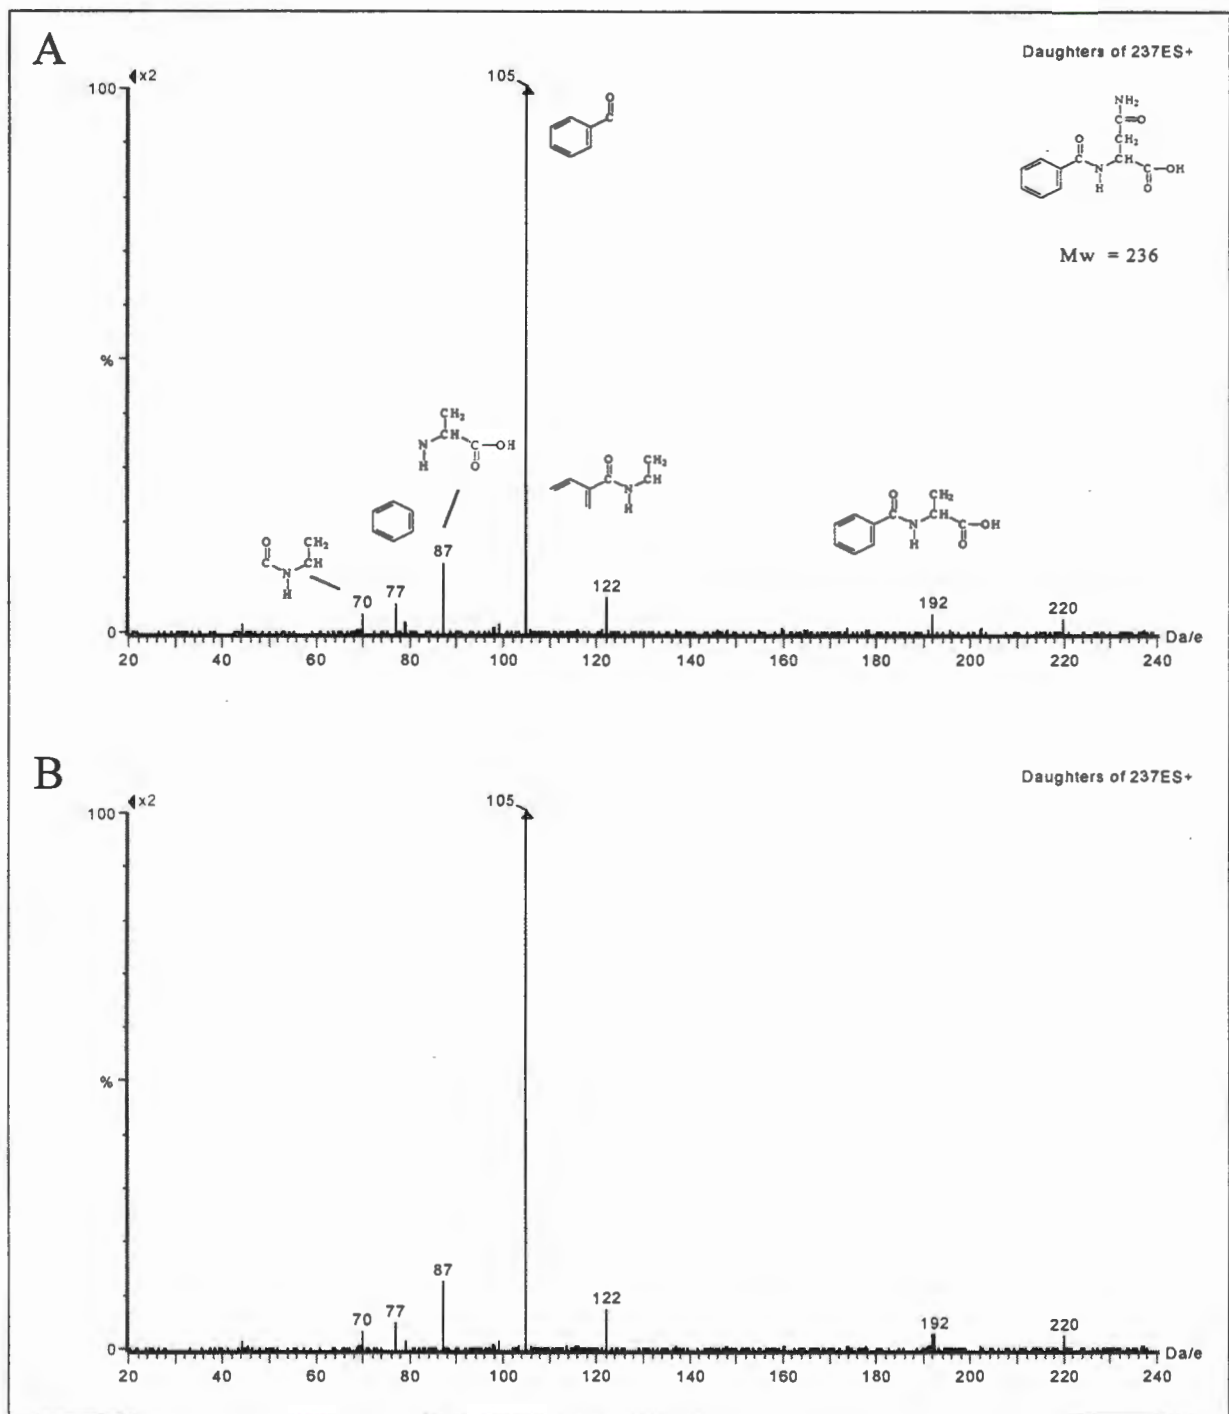 A
Daughters of 237ES+
x2
105
100
O
C
NH₂
C=O
CH₂
O
C
N
H
CH
C
O
OH
Mw = 236
%
CH₂
N
H
CH
C
O
OH
O
C
N
H
CH₂
CH
O
C
N
H
CH₂
CH
O
C
N
H
CH₂
CH
C
O
OH
87
70
77
122
192
220
0
Da/e
20 40 60 80 100 120 140 160 180 200 220 240
B
Daughters of 237ES+
x2
105
100
%
87
70
77
122
192
220
0
Da/e
20 40 60 80 100 120 140 160 180 200 220 240